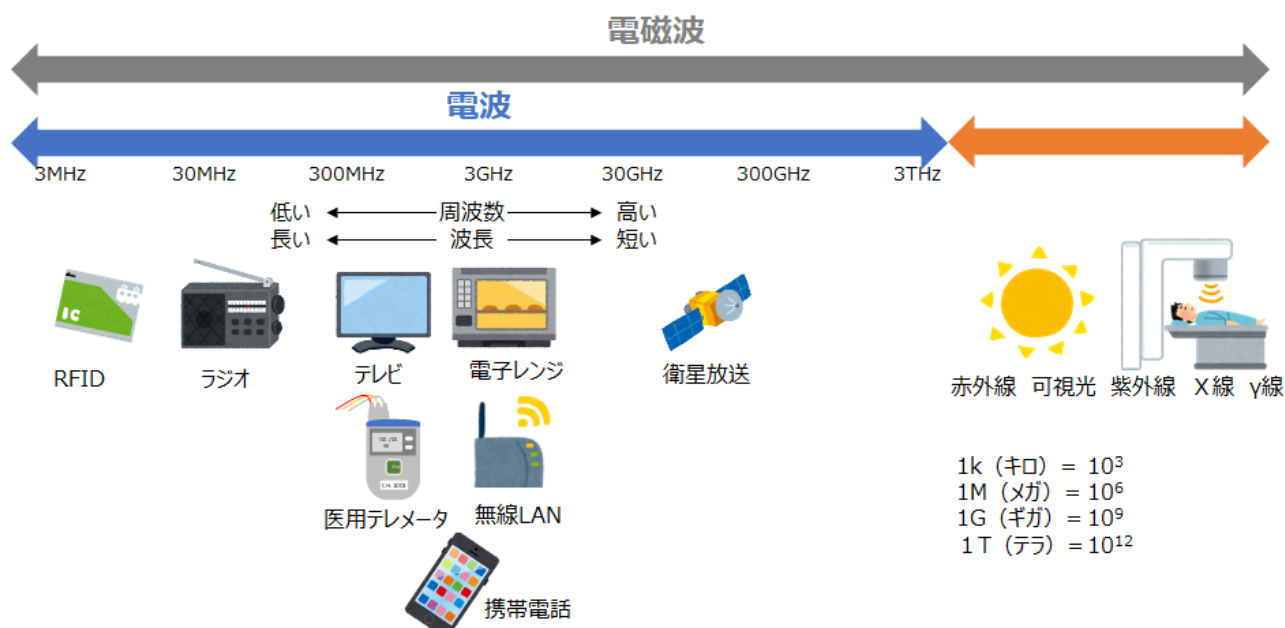 電磁波
電波
3MHz 30MHz 300MHz 3GHz 30GHz 300GHz 3THz
低い 周波数 高い
長い 波長 短い
IC
RFID ラジオ テレビ 電子レンジ 衛星放送
赤外線 可視光 紫外線 X線 γ線
医用テレメータ 無線LAN
携帯電話
1k(キロ)= 10³
1M(メガ)= 10⁶
1G(ギガ)= 10⁹
1T(テラ)= 10¹²